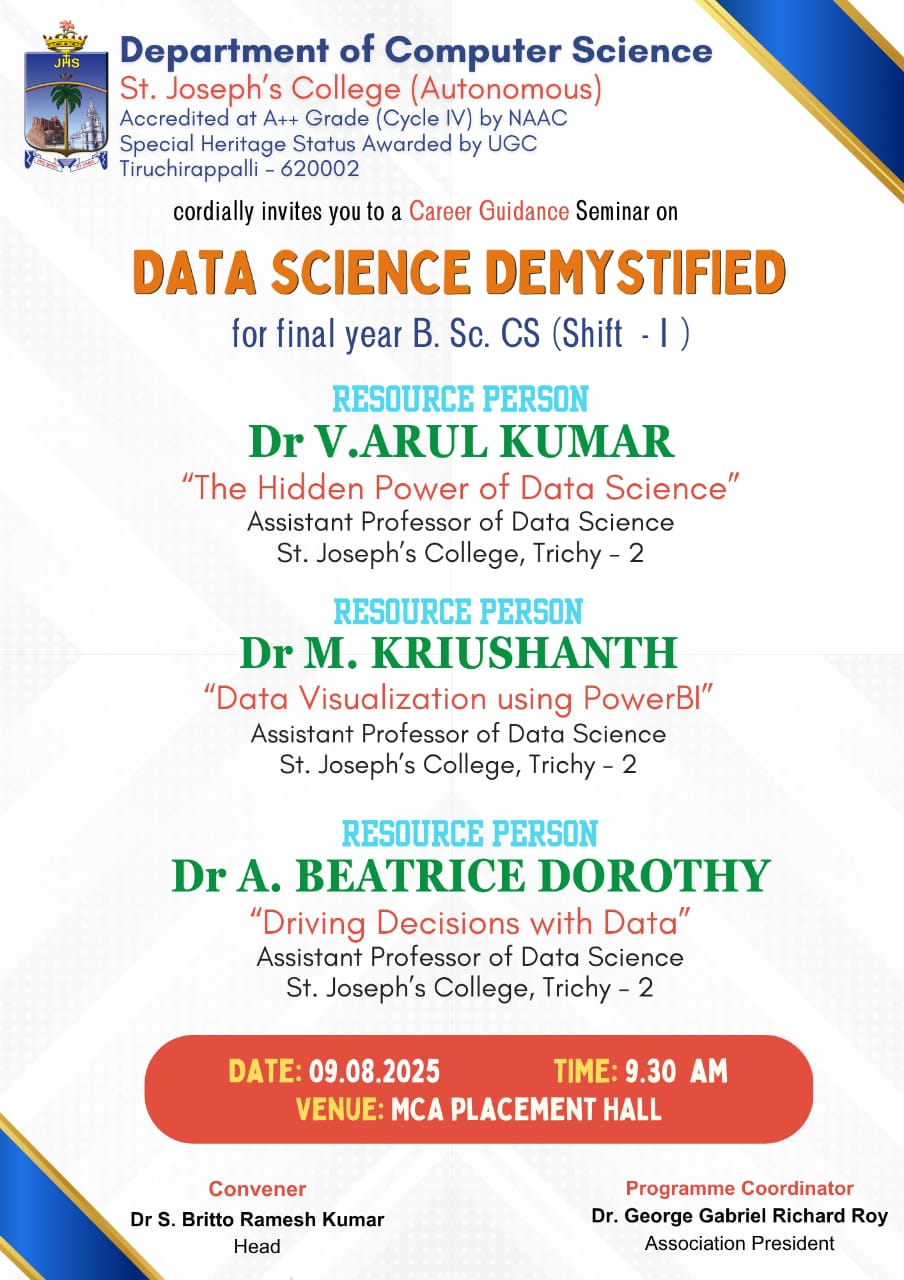 JHS
Department of Computer Science
St. Joseph's College (Autonomous)
Accredited at A++ Grade (Cycle IV) by NAAC
Special Heritage Status Awarded by UGC
Tiruchirappalli - 620002
cordially invites you to a Career Guidance Seminar on
DATA SCIENCE DEMYSTIFIED
for final year B. Sc. CS (Shift - I )
RESOURCE PERSON
Dr V.ARUL KUMAR
“The Hidden Power of Data Science”
Assistant Professor of Data Science
St. Joseph's College, Trichy - 2
RESOURCE PERSON
Dr M. KRIUSHANTH
“Data Visualization using PowerBI”
Assistant Professor of Data Science
St. Joseph's College, Trichy - 2
RESOURCE PERSON
Dr A. BEATRICE DOROTHY
“Driving Decisions with Data”
Assistant Professor of Data Science
St. Joseph's College, Trichy - 2
DATE: 09.08.2025 TIME: 9.30 AM
VENUE: MCA PLACEMENT HALL
Convener
Dr S. Britto Ramesh Kumar
Head
Programme Coordinator
Dr. George Gabriel Richard Roy
Association President